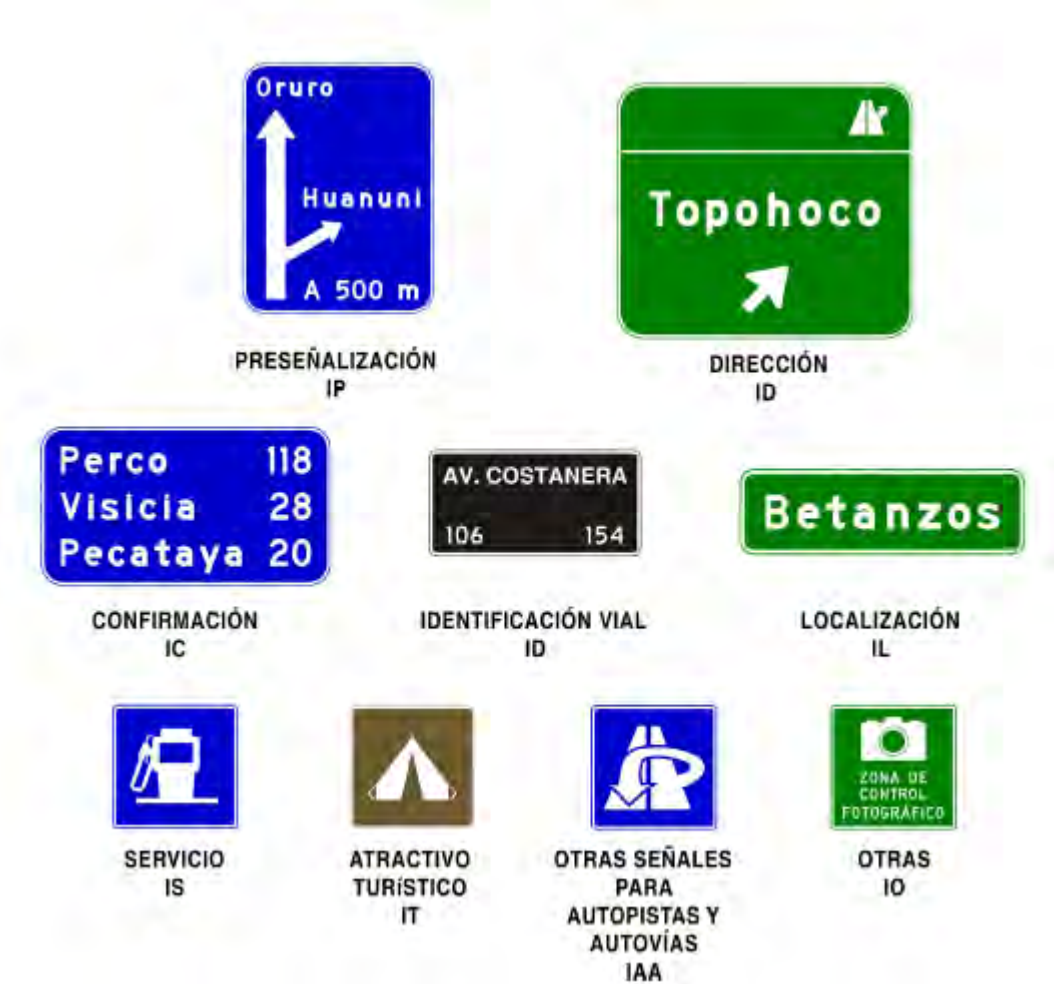 Oruro
Huanuni
A 500 m
PRESEÑALIZACIÓN
IP
Topohoco
DIRECCIÓN
ID
Perco 118
Visicia 28
Pecataya 20
CONFIRMACIÓN
IC
AV. COSTANERA
106 154
IDENTIFICACIÓN VIAL
ID
Betanzos
LOCALIZACIÓN
IL
SERVICIO
IS
ATRACTIVO
TURíSTICO
IT
OTRAS SEÑALES
PARA
AUTOPISTAS Y
AUTOVÍAS
IAA
ZONA DE
CONTROL
FOTOGRÁFICO
OTRAS
IO